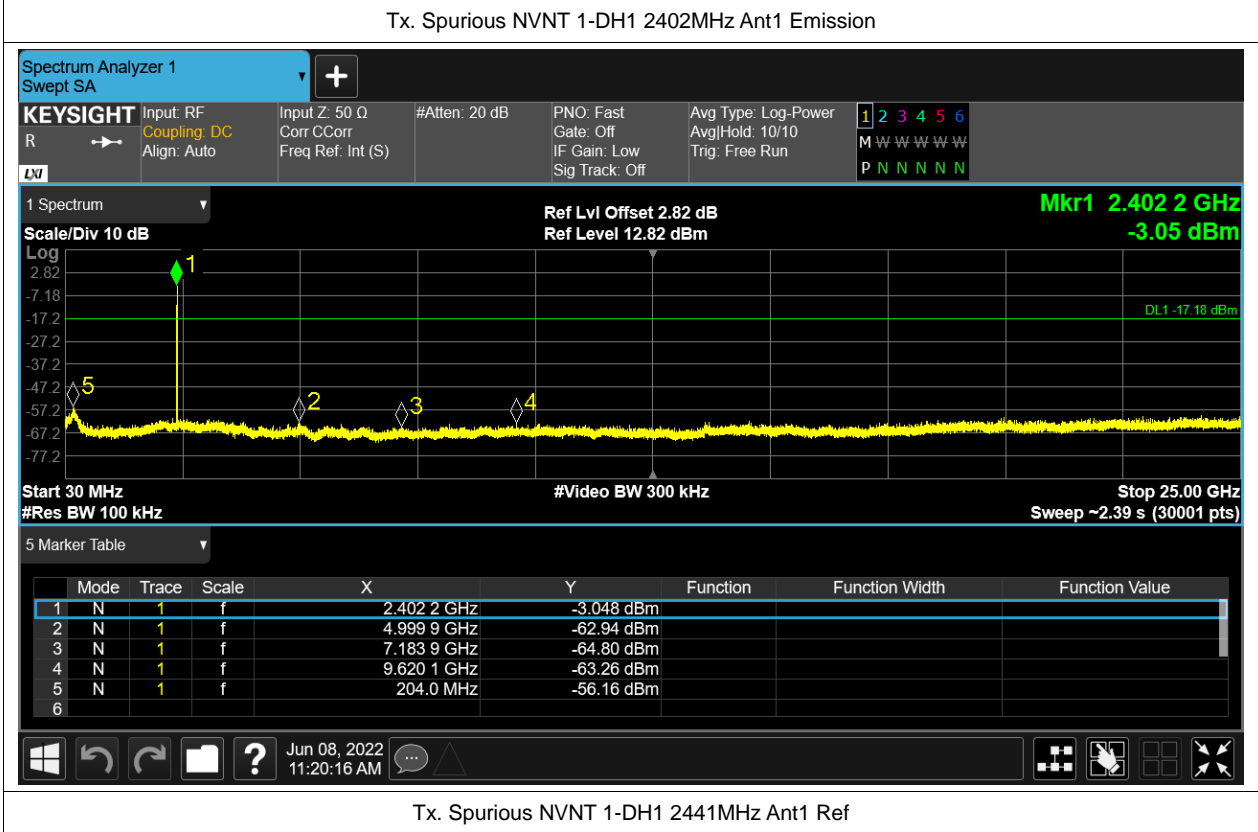 Tx. Spurious NVNT 1-DH1 2402MHz Ant1 Emission
Spectrum Analyzer 1
Swept SA
KEYSIGHT
R
LXI
Input: RF
Coupling: DC
Align: Auto
Input Z: 50 Ω
Corr CCorr
Freq Ref: Int (S)
#Atten: 20 dB
PNO: Fast
Gate: Off
IF Gain: Low
Sig Track: Off
Avg Type: Log-Power
Avg|Hold: 10/10
Trig: Free Run
1 2 3 4 5 6
M W W W W W
P N N N N N
1 Spectrum
Scale/Div 10 dB
Ref Lvl Offset 2.82 dB
Ref Level 12.82 dBm
Mkr1 2.402 2 GHz
-3.05 dBm
Log
2.82
-7.18
-17.2
-27.2
-37.2
-47.2
-57.2
-67.2
-77.2
1
DL1 -17.18 dBm
5
2
3
4
Start 30 MHz
#Res BW 100 kHz
#Video BW 300 kHz
Stop 25.00 GHz
Sweep ~2.39 s (30001 pts)
5 Marker Table
Mode Trace Scale X Y Function Function Width Function Value
1 N 1 f 2.402 2 GHz -3.048 dBm
2 N 1 f 4.999 9 GHz -62.94 dBm
3 N 1 f 7.183 9 GHz -64.80 dBm
4 N 1 f 9.620 1 GHz -63.26 dBm
5 N 1 f 204.0 MHz -56.16 dBm
6
?
Jun 08, 2022
11:20:16 AM
Tx. Spurious NVNT 1-DH1 2441MHz Ant1 Ref